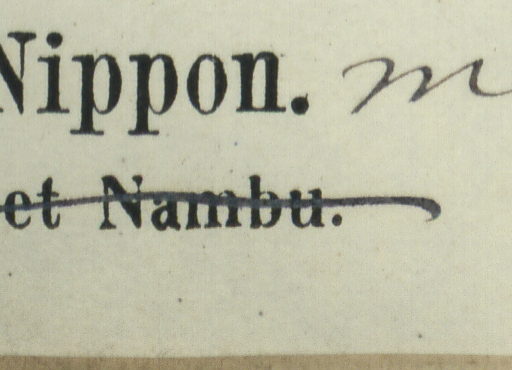 Nippon. m
et Nambu.